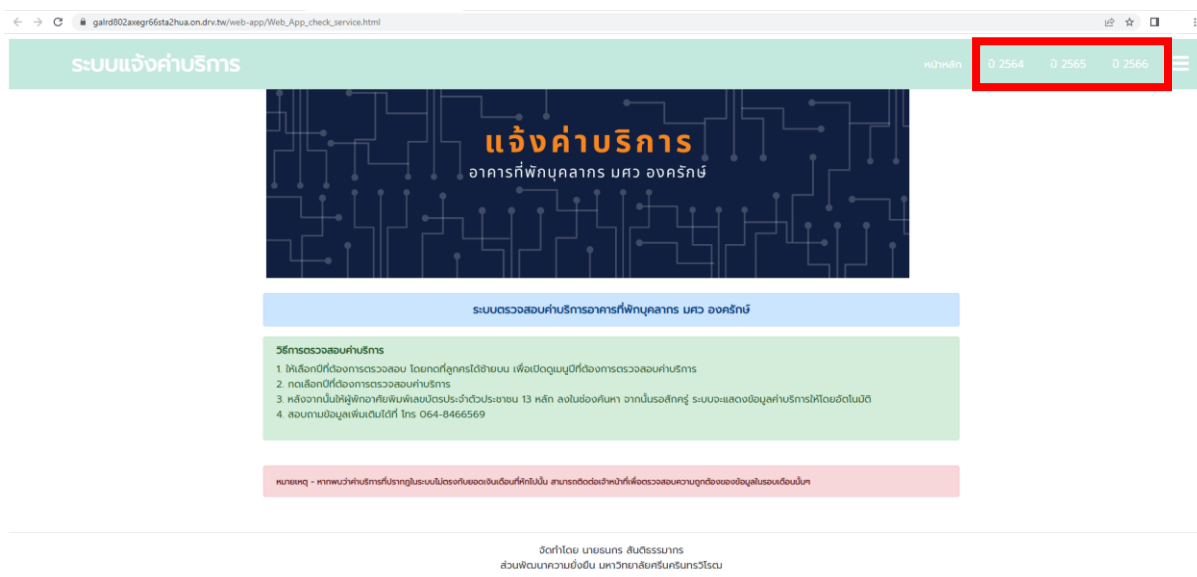 galrd802axegr66sta2hua.on.drv.tw/web-app/Web_App_check_service.html
ระบบแจ้งค่าบริการ
หน้าหลัก ปี 2564 ปี 2565 ปี 2566
แจ้งค่าบริการ
อาคารที่พักบุคลากร มศว องครักษ์
ระบบตรวจสอบค่าบริการอาคารที่พักบุคลากร มศว องครักษ์
วิธีการตรวจสอบค่าบริการ
1. ให้เลือกปีที่ต้องการตรวจสอบ โดยกดที่ลูกศรใต้ซ้ายบน เพื่อเปิดดูเมนูปีที่ต้องการตรวจสอบค่าบริการ
2. กดเลือกปีที่ต้องการตรวจสอบค่าบริการ
3. หลังจากนั้นให้ผู้พักอาศัยพิมพ์เลขบัตรประจำตัวประชาชน 13 หลัก ลงในช่องค้นหา จากนั้นรอสักครู่ ระบบจะแสดงข้อมูลค่าบริการให้โดยอัตโนมัติ
4. สอบถามข้อมูลเพิ่มเติมได้ที่ โทร 064-8466569
หมายเหตุ - หากพบว่าค่าบริการที่ปรากฏในระบบไม่ตรงกับยอดเงินเดือนที่หักไปนั้น สามารถติดต่อเจ้าหน้าที่เพื่อตรวจสอบความถูกต้องของข้อมูลในรอบเดือนนั้นๆ
จัดทำโดย นายธนกร สันติธรรมากร
ส่วนพัฒนาความยั่งยืน มหาวิทยาลัยศรีนครินทรวิโรฒ